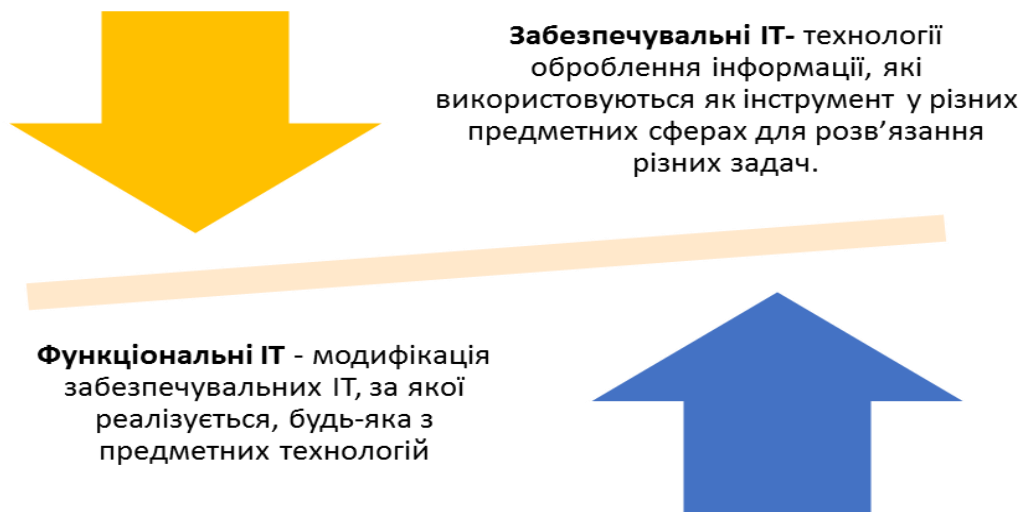 Забезпечувальні ІТ- технології
оброблення інформації, які
використовуються як інструмент у різних
предметних сферах для розв’язання
різних задач.
Функціональні ІТ - модифікація
забезпечувальних ІТ, за якої
реалізується, будь-яка з
предметних технологій